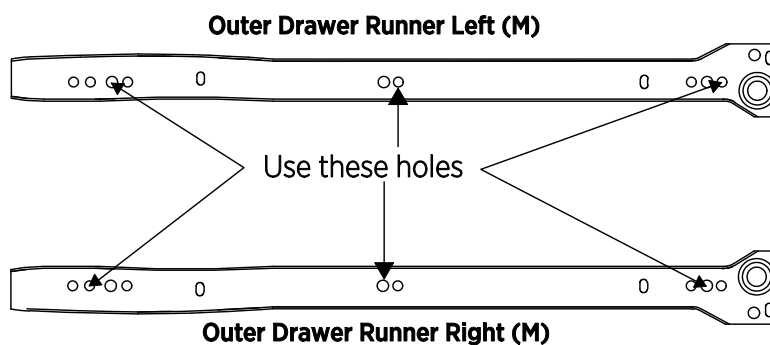 Outer Drawer Runner Left (M)
Use these holes
Outer Drawer Runner Right (M)